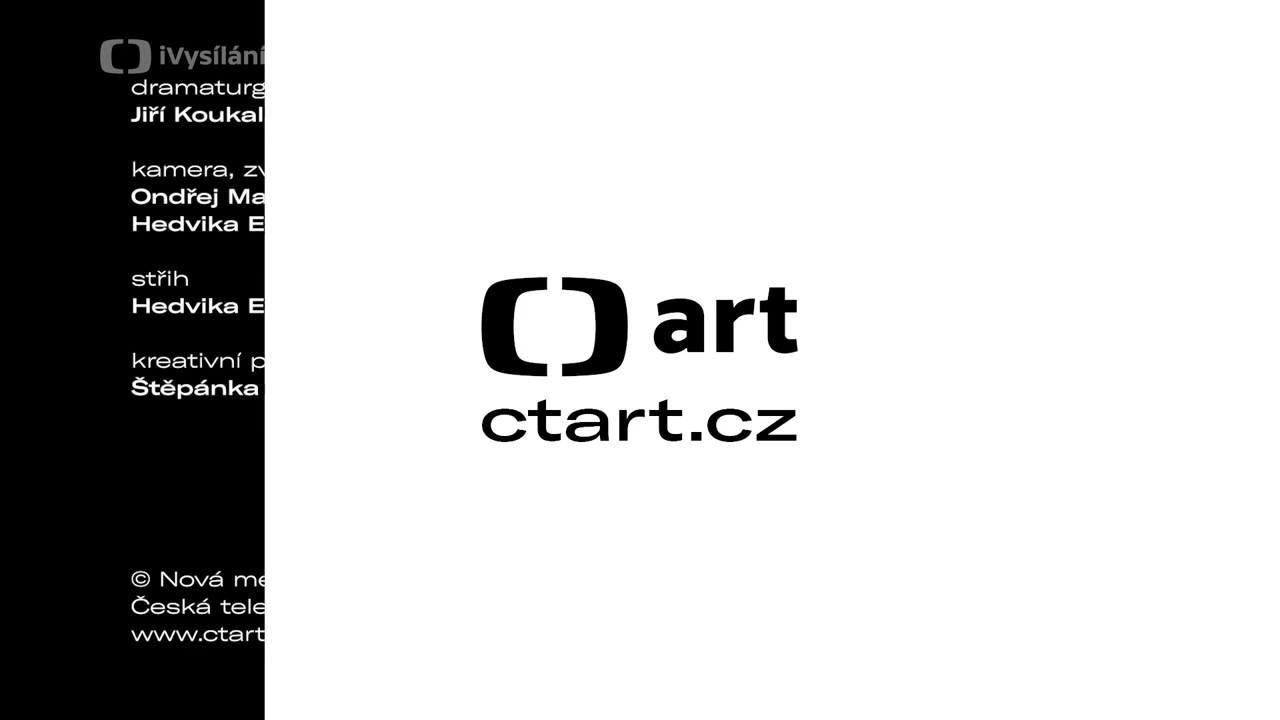 iVysílání
dramaturg
Jiří Koukal
kamera, zv
Ondřej Ma
Hedvika E
střih
Hedvika E
kreativní p
Štěpánka
© Nová me
Česká tele
www.ctart
art
ctart.cz